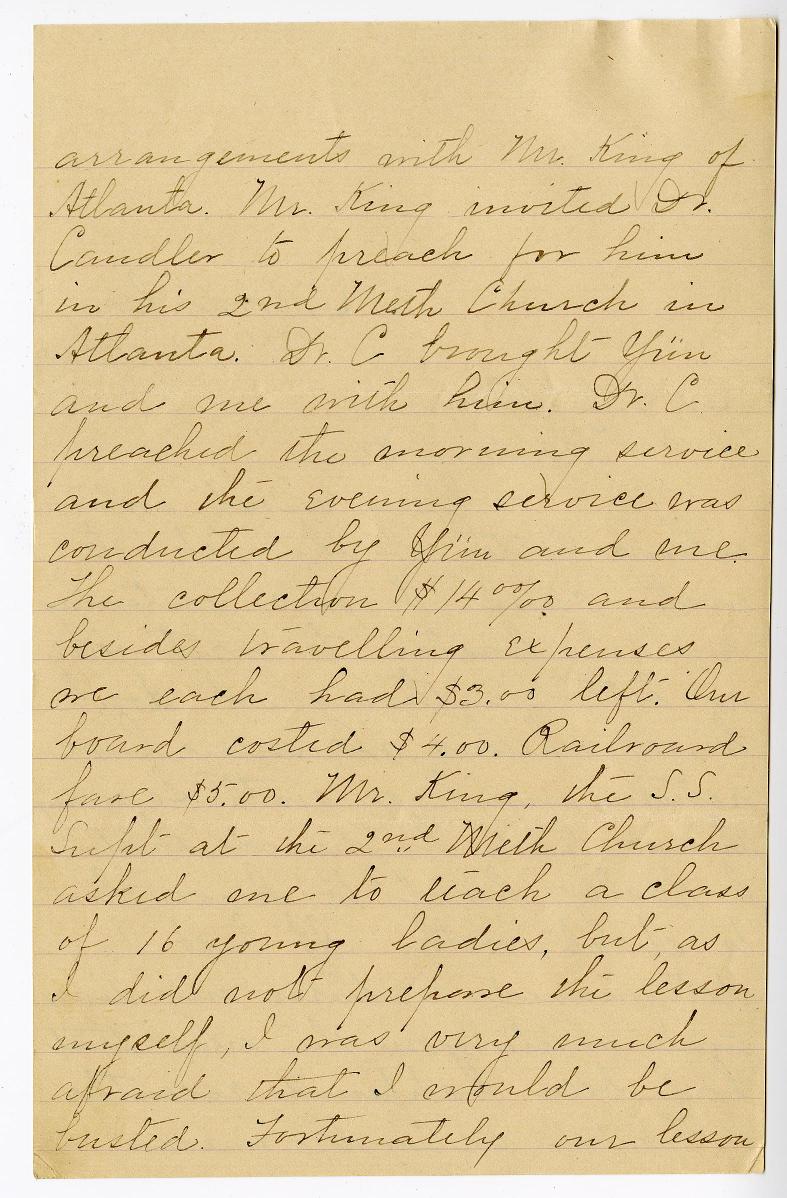 arrangements with Mr. King of
Atlanta. Mr. King invited Dr.
Candler to preach for him
in his 2nd Meth Church in
Atlanta. Dr. C brought Yün
and me with him. Dr. C
preached the morning service
and the evening service was
conducted by Yün and me.
The collection $14 00/00 and
besides travelling expenses
we each had $3.00 left. Our
board costed $4.00. Railroard
fare $5.00. Mr. King, the S.S.
Supt at the 2nd Meth Church
asked me to teach a class
of 16 young ladies, but, as
I did not prepare the lesson
myself, I was very much
afraid that I would be
busted. Fortunately our lesson